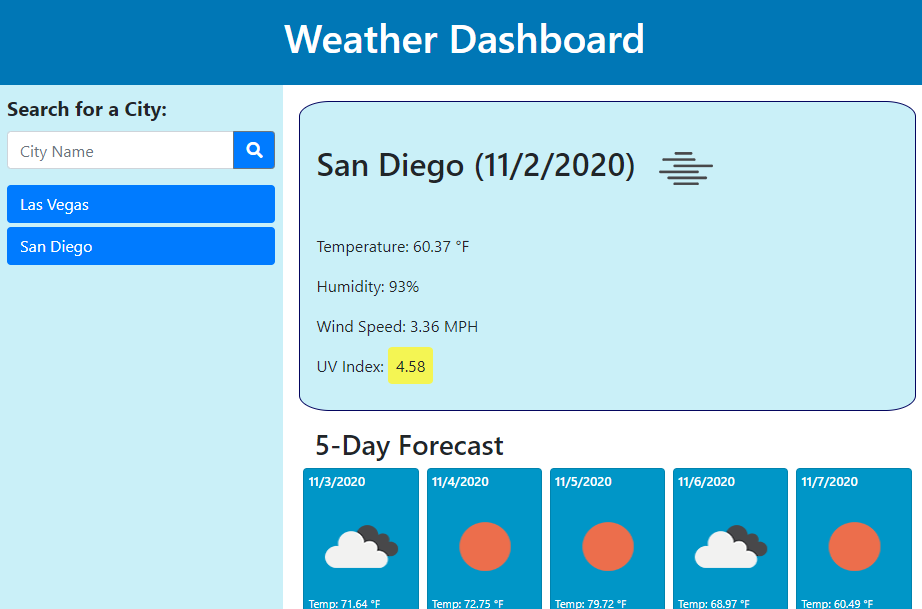 Weather Dashboard
Search for a City:
City Name
Las Vegas
San Diego
San Diego (11/2/2020)
Temperature: 60.37 °F
Humidity: 93%
Wind Speed: 3.36 MPH
UV Index: 4.58
5-Day Forecast
11/3/2020 11/4/2020 11/5/2020 11/6/2020 11/7/2020
Temp: 71.64 °F Temp: 72.75 °F Temp: 79.72 °F Temp: 68.97 °F Temp: 60.49 °F